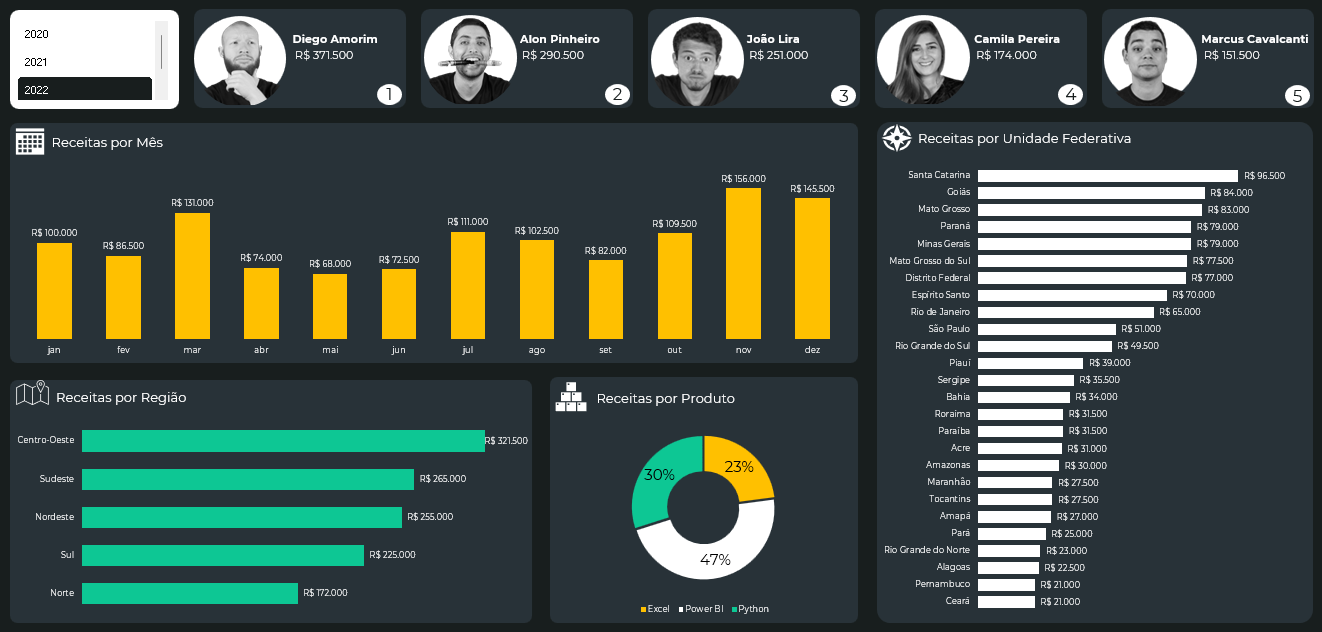 2020
2021
2022
Diego Amorim
R$ 371.500
1
Alon Pinheiro
R$ 290.500
2
João Lira
R$ 251.000
3
Camila Pereira
R$ 174.000
4
Marcus Cavalcanti
R$ 151.500
5
Receitas por Mês
R$ 100.000
R$ 86.500
R$ 131.000
R$ 74.000
R$ 68.000
R$ 72.500
R$ 111.000
R$ 102.500
R$ 82.000
R$ 109.500
R$ 156.000
R$ 145.500
jan fev mar abr mai jun jul ago set out nov dez
Receitas por Região
Centro-Oeste R$ 321.500
Sudeste R$ 265.000
Nordeste R$ 255.000
Sul R$ 225.000
Norte R$ 172.000
Receitas por Produto
23%
30%
47%
Excel Power BI Python
Receitas por Unidade Federativa
Santa Catarina R$ 96.500
Goiás R$ 84.000
Mato Grosso R$ 83.000
Paraná R$ 79.000
Minas Gerais R$ 79.000
Mato Grosso do Sul R$ 77.500
Distrito Federal R$ 77.000
Espírito Santo R$ 70.000
Rio de Janeiro R$ 65.000
São Paulo R$ 51.000
Rio Grande do Sul R$ 49.500
Piauí R$ 39.000
Sergipe R$ 35.500
Bahia R$ 34.000
Roraima R$ 31.500
Paraíba R$ 31.500
Acre R$ 31.000
Amazonas R$ 30.000
Maranhão R$ 27.500
Tocantins R$ 27.500
Amapá R$ 27.000
Pará R$ 25.000
Rio Grande do Norte R$ 23.000
Alagoas R$ 22.500
Pernambuco R$ 21.000
Ceará R$ 21.000